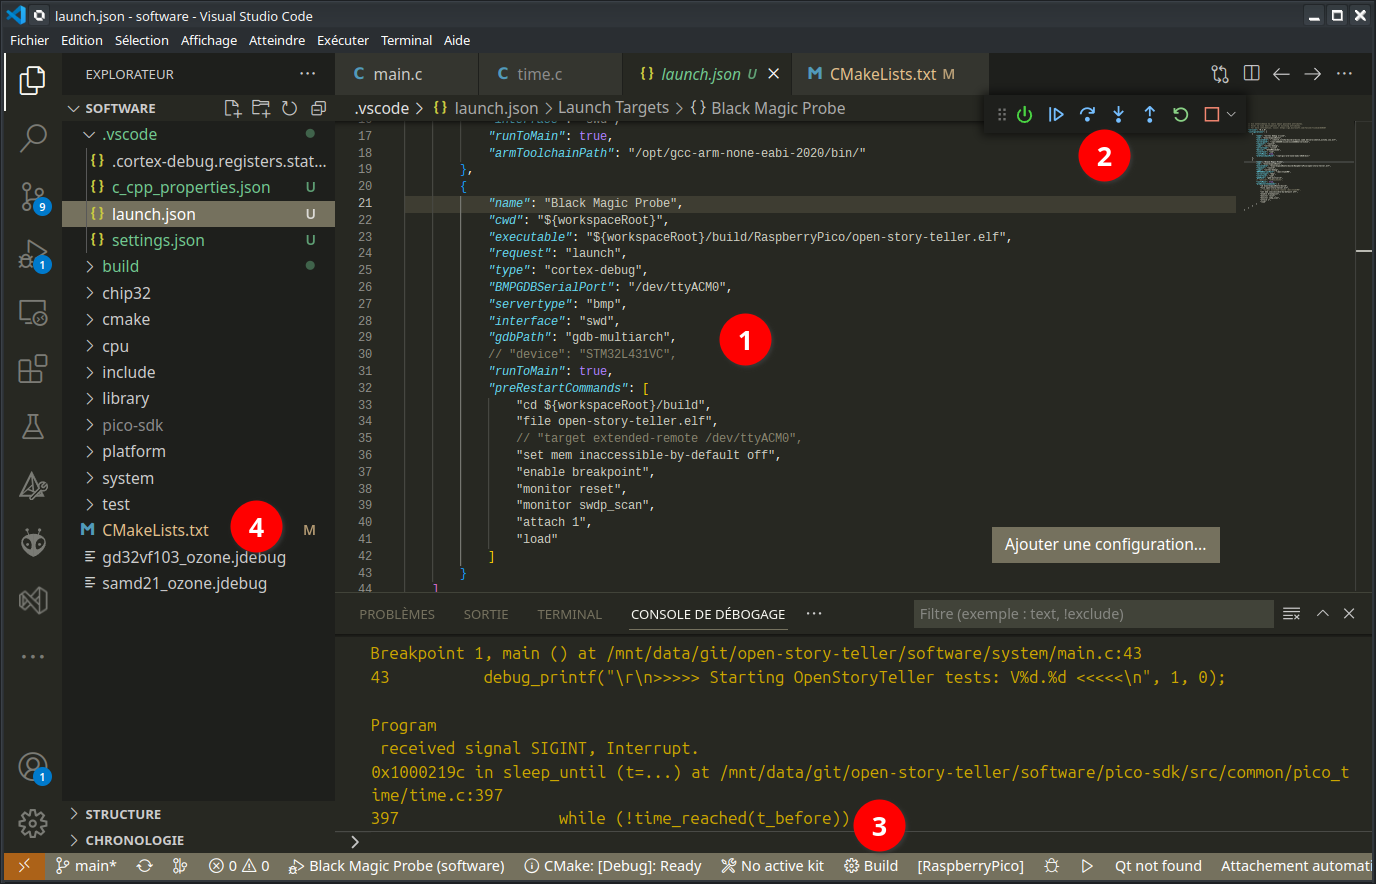 launch.json - software - Visual Studio Code
Fichier Edition Sélection Affichage Atteindre Exécuter Terminal Aide
EXPLORATEUR
SOFTWARE
.vscode
.cortex-debug.registers.stat...
c_cpp_properties.json U
launch.json U
settings.json U
build
chip32
cmake
cpu
include
library
pico-sdk
platform
system
test
CMakeLists.txt M
gd32vf103_ozone.jdebug
samd21_ozone.jdebug
STRUCTURE
CHRONOLOGIE
9
1
1
4
C main.c C time.c {} launch.json U M CMakeLists.txt M
.vscode > {} launch.json > Launch Targets > {} Black Magic Probe
17 "runToMain": true,
18 "armToolchainPath": "/opt/gcc-arm-none-eabi-2020/bin/"
19 },
20 {
21 "name": "Black Magic Probe",
22 "cwd": "${workspaceRoot}",
23 "executable": "${workspaceRoot}/build/RaspberryPico/open-story-teller.elf",
24 "request": "launch",
25 "type": "cortex-debug",
26 "BMPGDBSerialPort": "/dev/ttyACM0",
27 "servertype": "bmp",
28 "interface": "swd",
29 "gdbPath": "gdb-multiarch",
30 // "device": "STM32L431VC",
31 "runToMain": true,
32 "preRestartCommands": [
33 "cd ${workspaceRoot}/build",
34 "file open-story-teller.elf",
35 // "target extended-remote /dev/ttyACM0",
36 "set mem inaccessible-by-default off",
37 "enable breakpoint",
38 "monitor reset",
39 "monitor swdp_scan",
40 "attach 1",
41 "load"
42 ]
43 }
44 ]
1
2
Ajouter une configuration...
PROBLÈMES SORTIE TERMINAL CONSOLE DE DÉBOGAGE Filtre (exemple : text, !exclude)
Breakpoint 1, main () at /mnt/data/git/open-story-teller/software/system/main.c:43
43 debug_printf("\r\n>>>>> Starting OpenStoryTeller tests: V%d.%d <<<<<\n", 1, 0);
Program
received signal SIGINT, Interrupt.
0x1000219c in sleep_until (t=...) at /mnt/data/git/open-story-teller/software/pico-sdk/src/common/pico_t
ime/time.c:397
397 while (!time_reached(t_before))
3
main* 0 0 Black Magic Probe (software) CMake: [Debug]: Ready No active kit Build [RaspberryPico] Qt not found Attachement automati